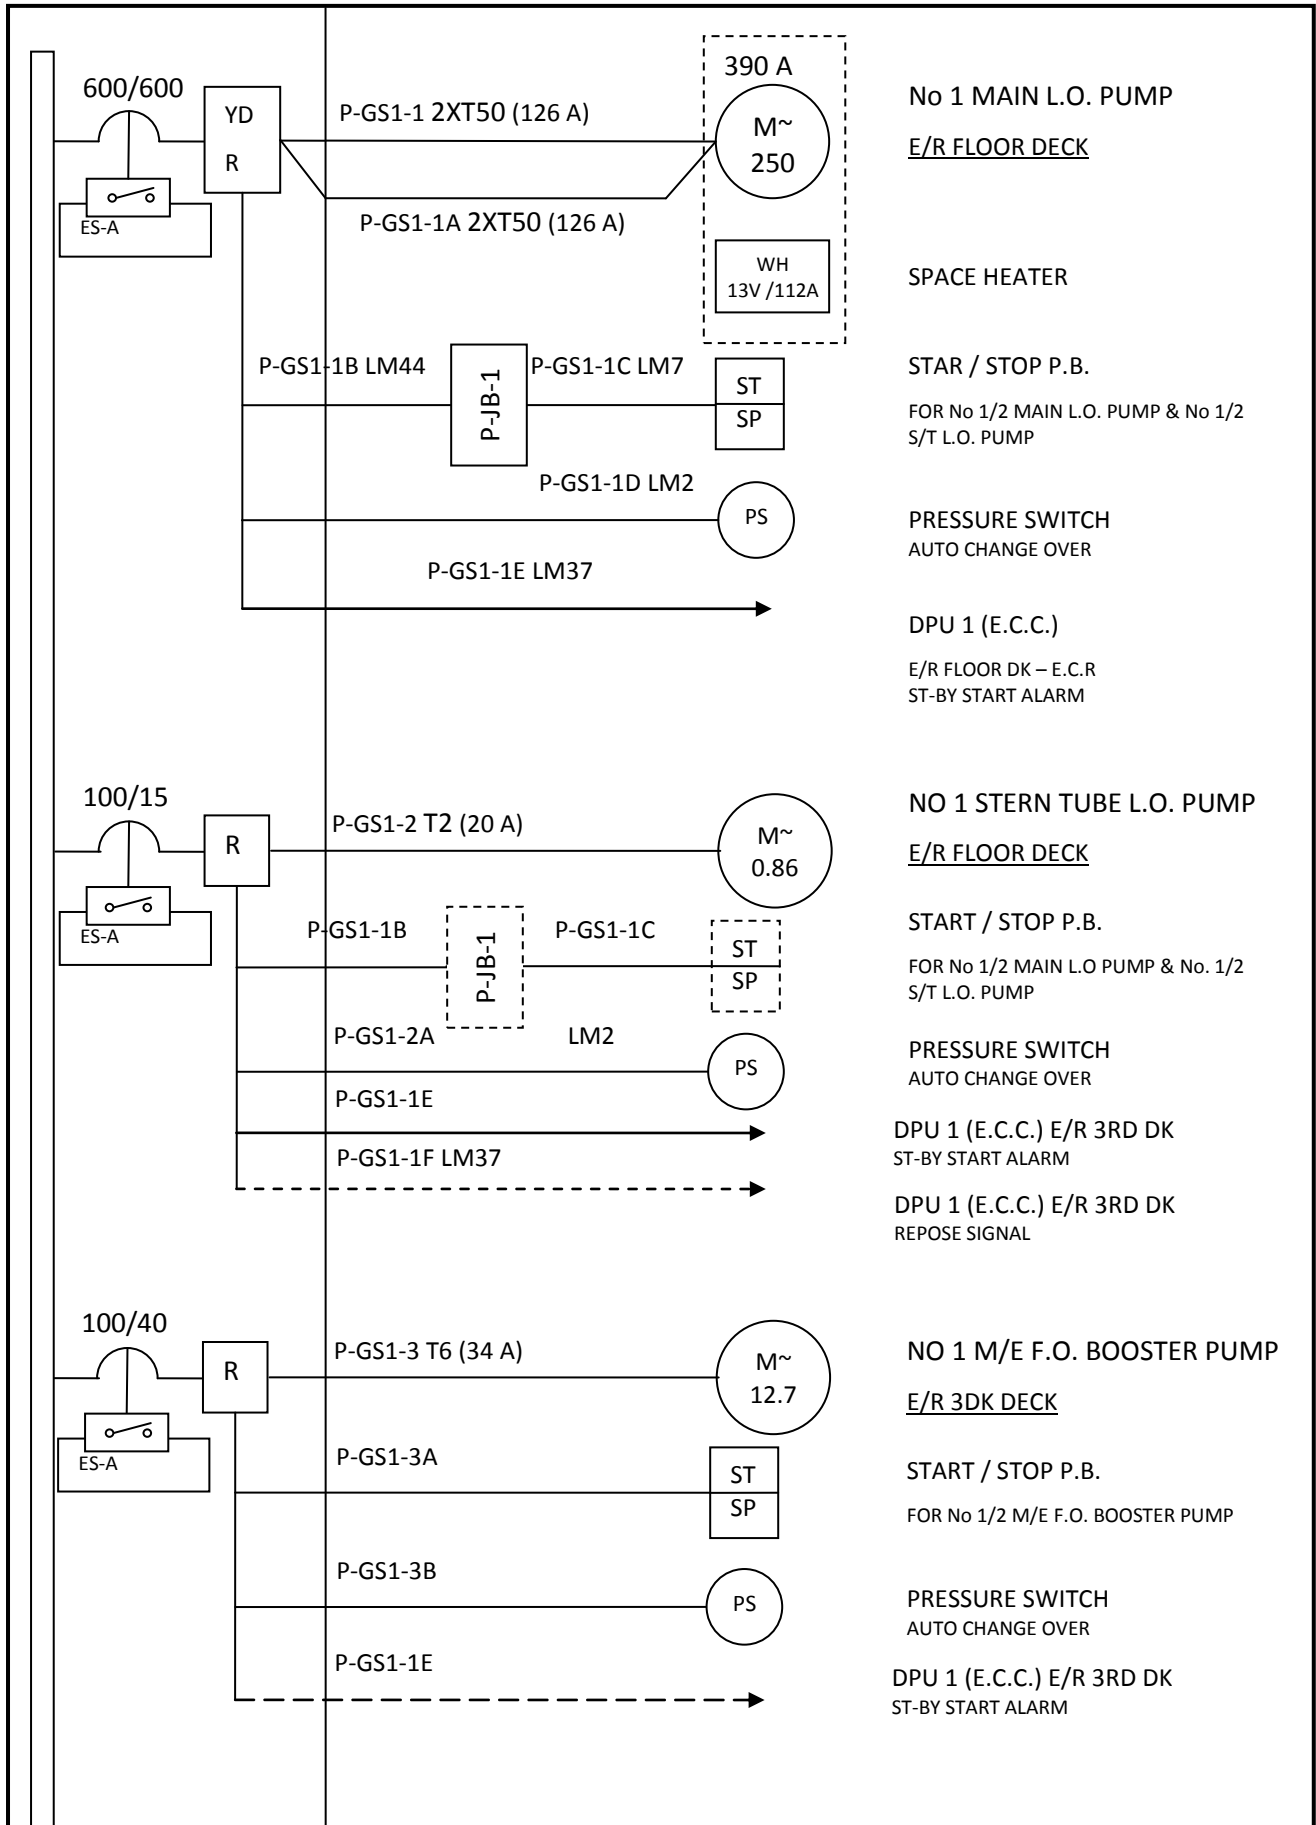 390 A
600/600
No 1 MAIN L.O. PUMP
YD
R
P-GS1-1 2XT50 (126 A)
M~
250
E/R FLOOR DECK
ES-A
P-GS1-1A 2XT50 (126 A)
WH
13V /112A
SPACE HEATER
P-GS1-1B LM44
P-JB-1
P-GS1-1C LM7
ST
SP
STAR / STOP P.B.
FOR No 1/2 MAIN L.O. PUMP & No 1/2
S/T L.O. PUMP
P-GS1-1D LM2
PS
PRESSURE SWITCH
AUTO CHANGE OVER
P-GS1-1E LM37
DPU 1 (E.C.C.)
E/R FLOOR DK – E.C.R
ST-BY START ALARM
100/15
NO 1 STERN TUBE L.O. PUMP
R
P-GS1-2 T2 (20 A)
M~
0.86
E/R FLOOR DECK
ES-A
P-GS1-1B
P-JB-1
P-GS1-1C
ST
SP
START / STOP P.B.
FOR No 1/2 MAIN L.O PUMP & No. 1/2
S/T L.O. PUMP
P-GS1-2A LM2
PS
PRESSURE SWITCH
AUTO CHANGE OVER
P-GS1-1E
DPU 1 (E.C.C.) E/R 3RD DK
ST-BY START ALARM
P-GS1-1F LM37
DPU 1 (E.C.C.) E/R 3RD DK
REPOSE SIGNAL
100/40
NO 1 M/E F.O. BOOSTER PUMP
R
P-GS1-3 T6 (34 A)
M~
12.7
E/R 3DK DECK
ES-A
P-GS1-3A
ST
SP
START / STOP P.B.
FOR No 1/2 M/E F.O. BOOSTER PUMP
P-GS1-3B
PS
PRESSURE SWITCH
AUTO CHANGE OVER
P-GS1-1E
DPU 1 (E.C.C.) E/R 3RD DK
ST-BY START ALARM